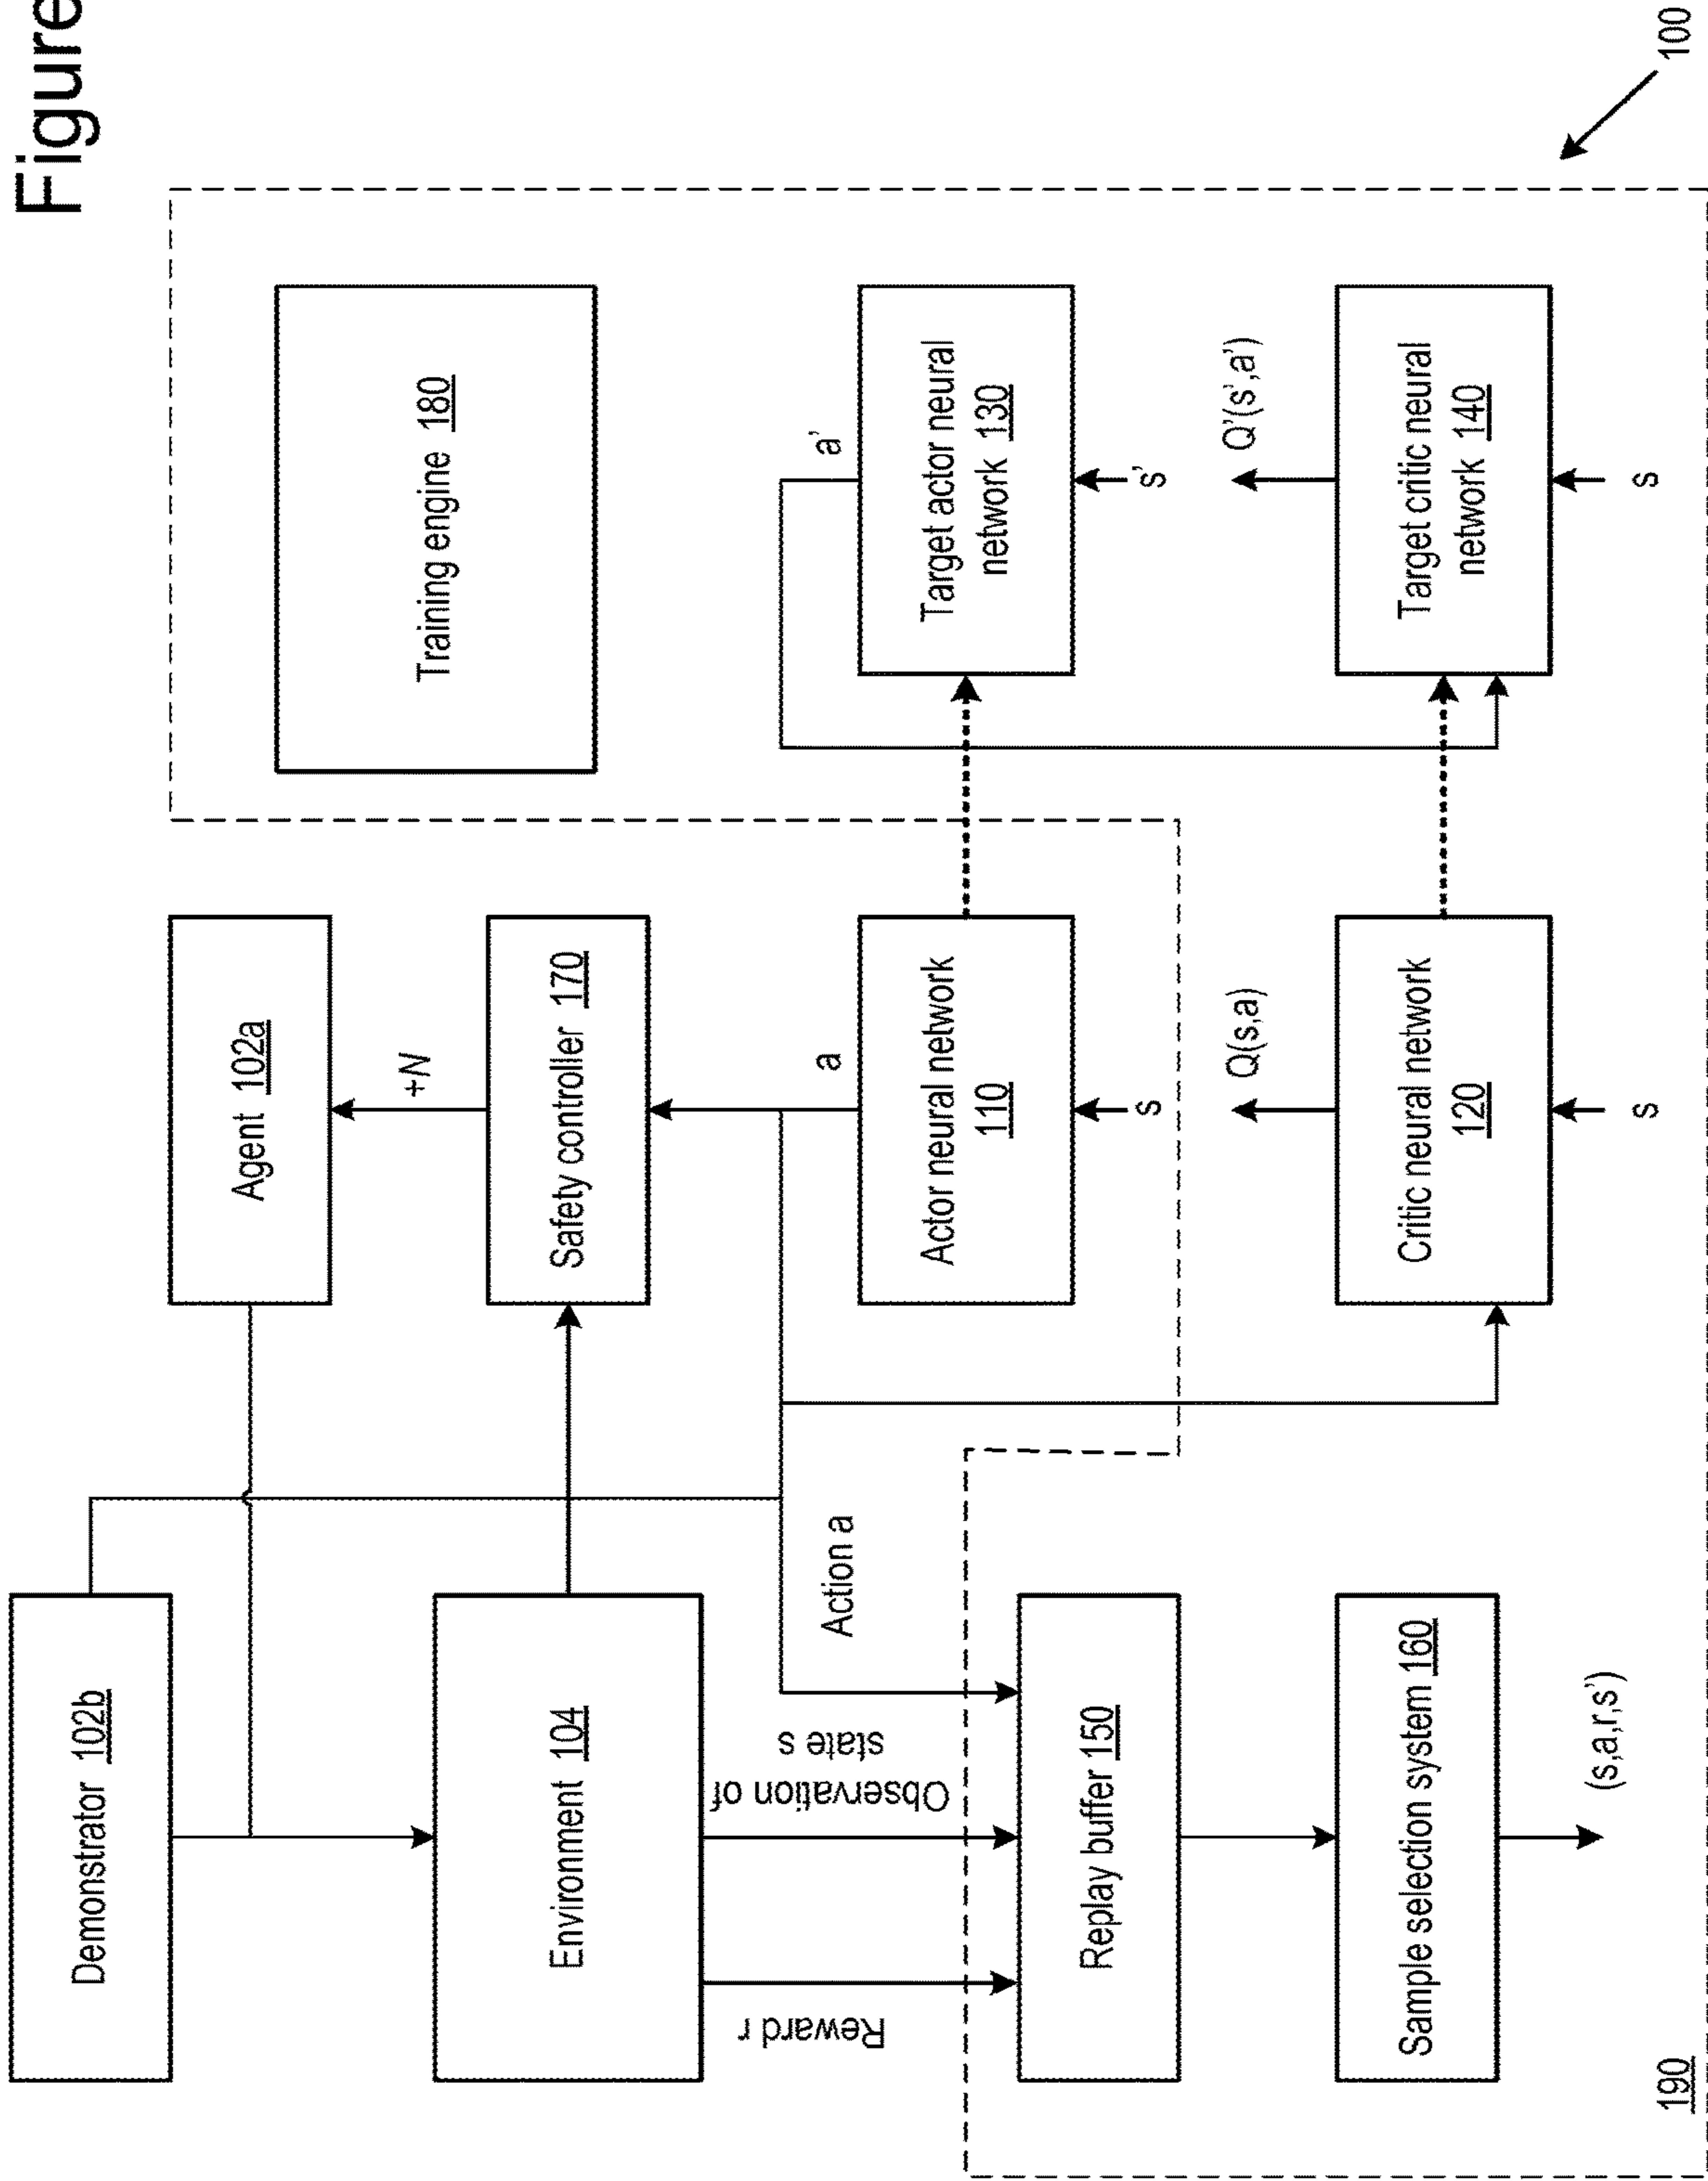 Figure
Demonstrator 102b
Agent 102a
Training engine 180
+N
Environment 104
Safety controller 170
Reward r
Observation of
state s
Action a
a
a'
Replay buffer 150
Actor neural network
110
Target actor neural
network 130
s
s'
Q(s,a)
Q'(s',a')
Sample selection system 160
Critic neural network
120
Target critic neural
network 140
(s,a,r,s')
s
s
190
100